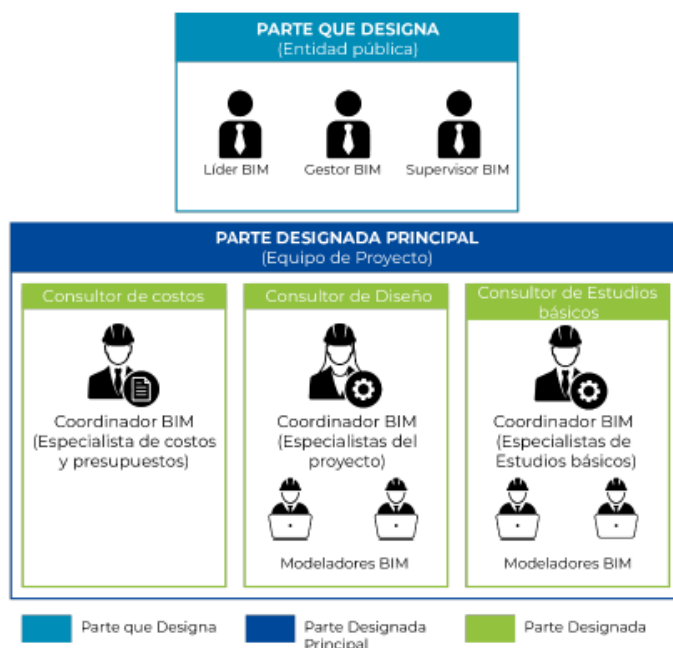 PARTE QUE DESIGNA
(Entidad pública)
Líder BIM
Gestor BIM
Supervisor BIM
PARTE DESIGNADA PRINCIPAL
(Equipo de Proyecto)
Consultor de costos
Coordinador BIM
(Especialista de costos
y presupuestos)
Consultor de Diseño
Coordinador BIM
(Especialistas del
proyecto)
Modeladores BIM
Consultor de Estudios
básicos
Coordinador BIM
(Especialistas de
Estudios básicos)
Modeladores BIM
Parte que Designa
Parte Designada
Principal
Parte Designada